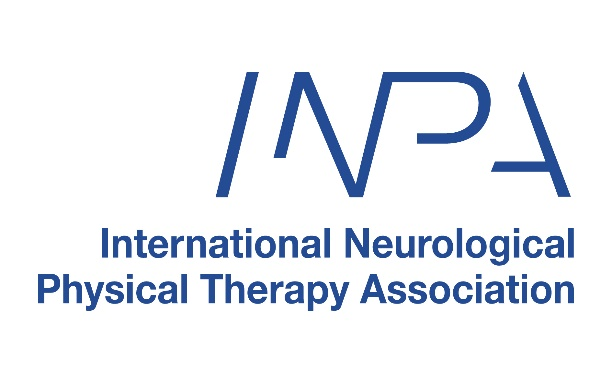 INPA
International Neurological
Physical Therapy Association